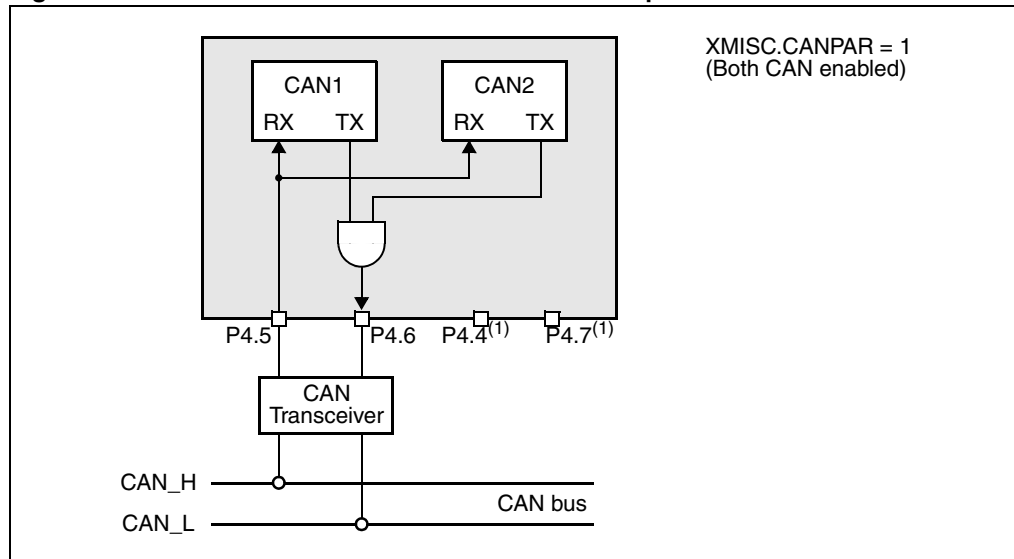 XMISC.CANPAR = 1
(Both CAN enabled)
CAN1
RX TX
CAN2
RX TX
P4.5
P4.6
P4.4(1)
P4.7(1)
CAN
Transceiver
CAN_H
CAN bus
CAN_L